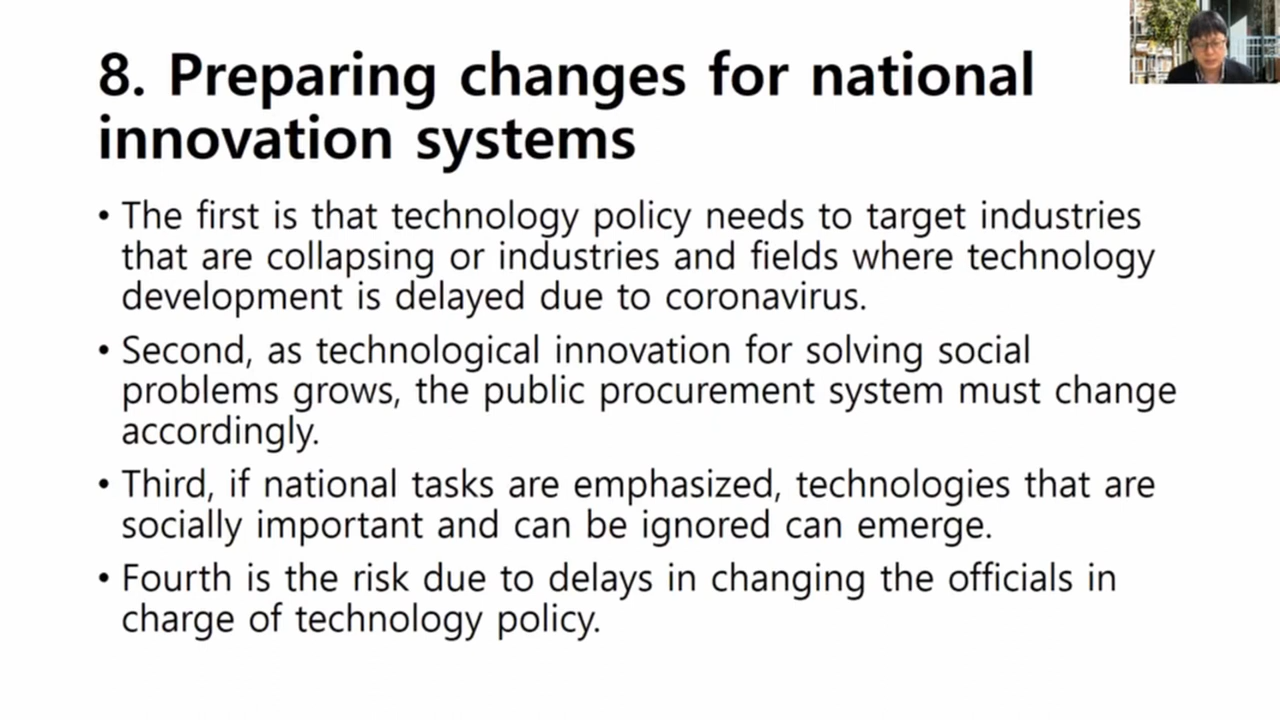 8. Preparing changes for national
innovation systems
• The first is that technology policy needs to target industries
that are collapsing or industries and fields where technology
development is delayed due to coronavirus.
• Second, as technological innovation for solving social
problems grows, the public procurement system must change
accordingly.
• Third, if national tasks are emphasized, technologies that are
socially important and can be ignored can emerge.
• Fourth is the risk due to delays in changing the officials in
charge of technology policy.